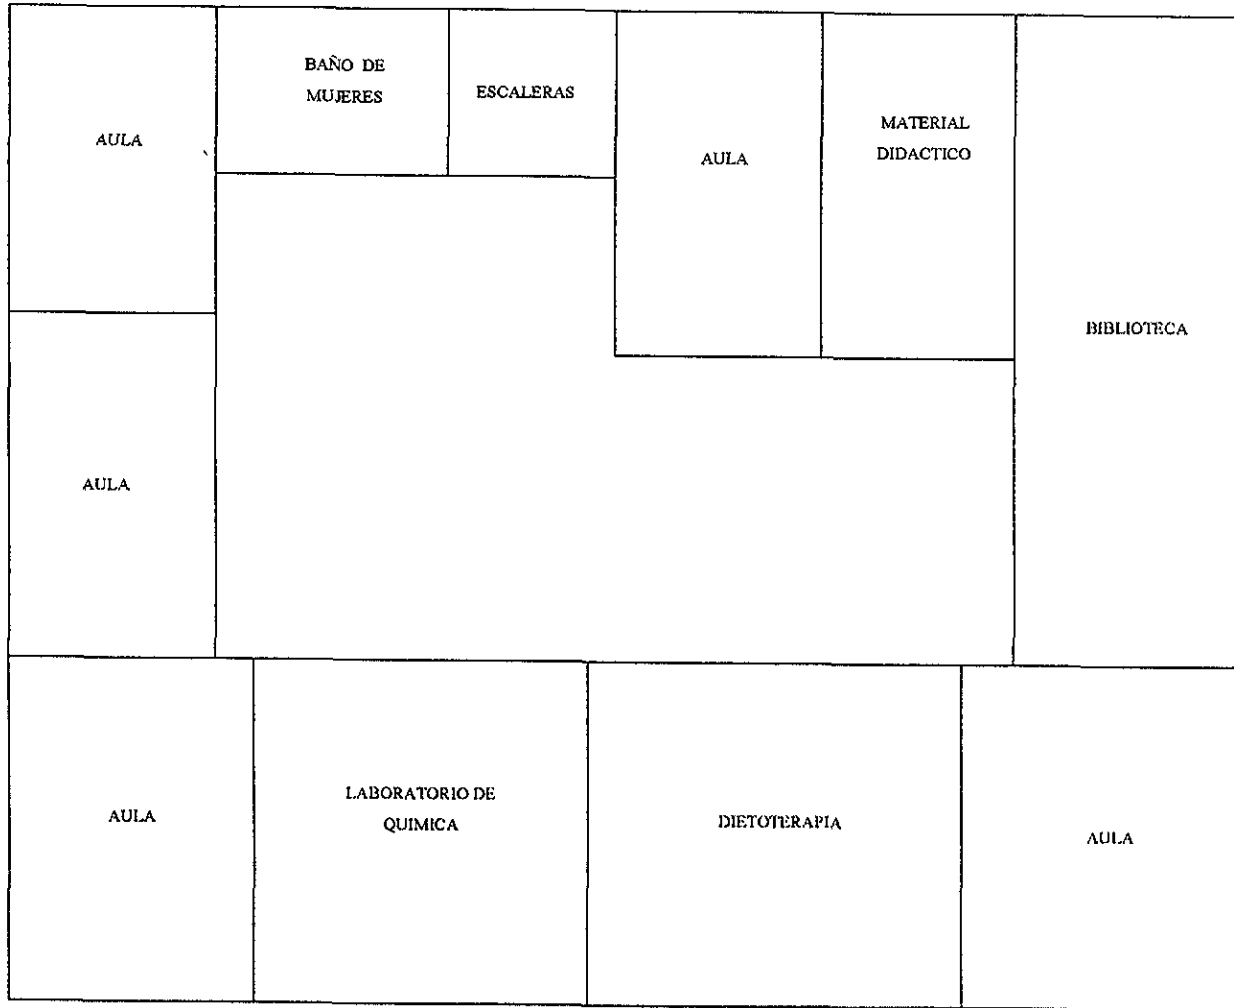 BAÑO DE
MUJERES
ESCALERAS
AULA
AULA
MATERIAL
DIDACTICO
BIBLIOTECA
AULA
AULA
LABORATORIO DE
QUIMICA
DIETOTERAPIA
AULA